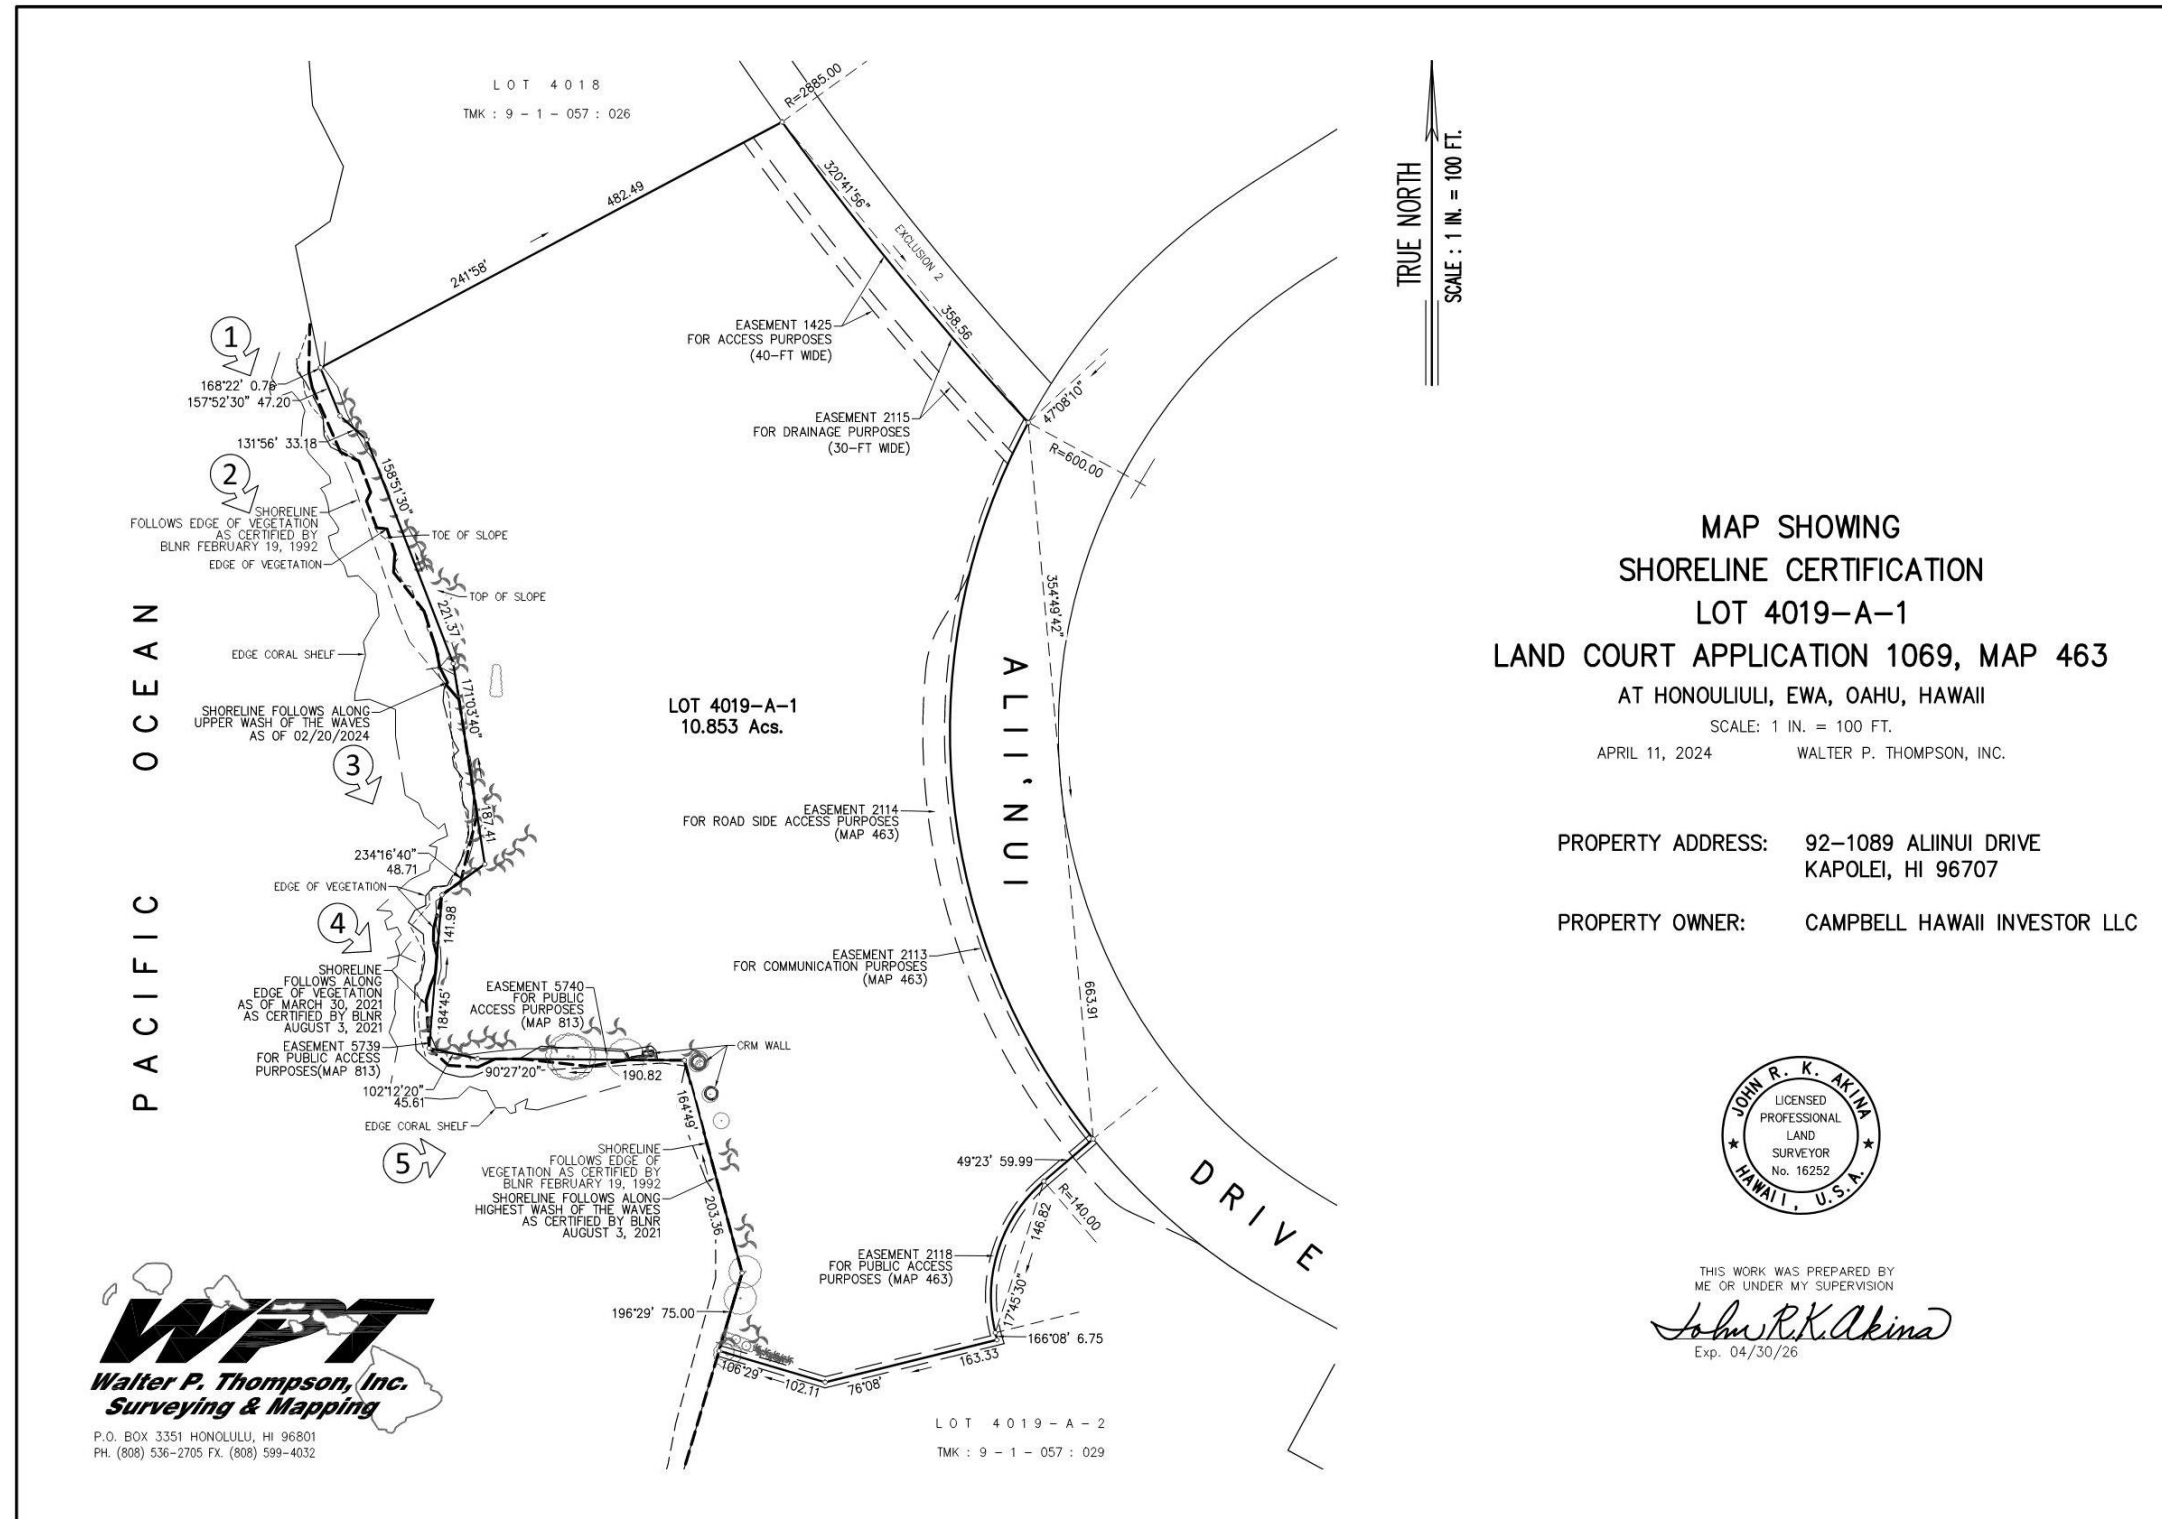 LOT 4018
TMK : 9 - 1 - 057 : 026
R=2885.00
482.49
241°58'
320°41'56"
EXCLUSION 2
358.56
EASEMENT 1425
FOR ACCESS PURPOSES
(40-FT WIDE)
EASEMENT 2115
FOR DRAINAGE PURPOSES
(30-FT WIDE)
47°08'10"
R=600.00
TRUE NORTH
SCALE : 1 IN. = 100 FT.
1
168°22' 0.76
157°52'30" 47.20
131°56' 33.18
2
158°51'30"
SHORELINE
FOLLOWS EDGE OF VEGETATION
AS CERTIFIED BY
BLNR FEBRUARY 19, 1992
TOE OF SLOPE
EDGE OF VEGETATION
TOP OF SLOPE
221.37
EDGE CORAL SHELF
PACIFIC OCEAN
171°03'40"
SHORELINE FOLLOWS ALONG
UPPER WASH OF THE WAVES
AS OF 02/20/2024
3
LOT 4019-A-1
10.853 Acs.
354°49'42"
ALII'NUI
187.41
EASEMENT 2114
FOR ROAD SIDE ACCESS PURPOSES
(MAP 463)
234°16'40"
48.71
EDGE OF VEGETATION
4
141.98
SHORELINE
FOLLOWS ALONG
EDGE OF VEGETATION
AS OF MARCH 30, 2021
AS CERTIFIED BY BLNR
AUGUST 3, 2021
184°45'
EASEMENT 5740
FOR PUBLIC
ACCESS PURPOSES
(MAP 813)
EASEMENT 2113
FOR COMMUNICATION PURPOSES
(MAP 463)
663.91
EASEMENT 5739
FOR PUBLIC ACCESS
PURPOSES(MAP 813)
CRM WALL
90°27'20"
190.82
102°12'20"
45.61
EDGE CORAL SHELF
5
164°49'
SHORELINE
FOLLOWS EDGE OF
VEGETATION AS CERTIFIED BY
BLNR FEBRUARY 19, 1992
SHORELINE FOLLOWS ALONG
HIGHEST WASH OF THE WAVES
AS CERTIFIED BY BLNR
AUGUST 3, 2021
203.36
49°23' 59.99
R=140.00
146.82
DRIVE
EASEMENT 2118
FOR PUBLIC ACCESS
PURPOSES (MAP 463)
17°45'30"
196°29' 75.00
166°08' 6.75
163.33
106°29'
102.11
76°08'
LOT 4019-A-2
TMK : 9 - 1 - 057 : 029
MAP SHOWING
SHORELINE CERTIFICATION
LOT 4019-A-1
LAND COURT APPLICATION 1069, MAP 463
AT HONOULIULI, EWA, OAHU, HAWAII
SCALE: 1 IN. = 100 FT.
APRIL 11, 2024 WALTER P. THOMPSON, INC.
PROPERTY ADDRESS: 92-1089 ALIINUI DRIVE
KAPOLEI, HI 96707
PROPERTY OWNER: CAMPBELL HAWAII INVESTOR LLC
JOHN R. K. AKINA
LICENSED
PROFESSIONAL
LAND
SURVEYOR
No. 16252
★ HAWAII, U.S.A. ★
THIS WORK WAS PREPARED BY
ME OR UNDER MY SUPERVISION
John R.K. Akina
Exp. 04/30/26
WPT
Walter P. Thompson, Inc.
Surveying & Mapping
P.O. BOX 3351 HONOLULU, HI 96801
PH. (808) 536-2705 FX. (808) 599-4032